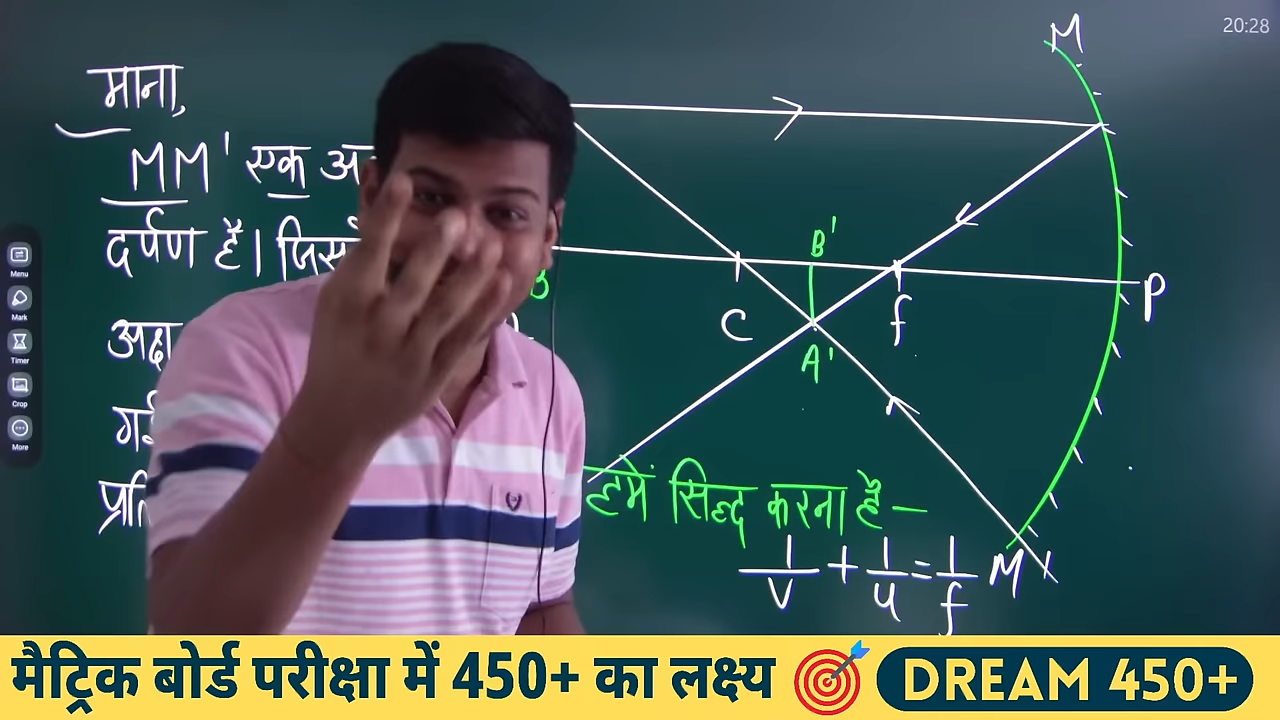 20:28
माना,
MM' एक
दर्पण है।
M
B'
C
f
P
A'
हमें सिद्ध करना है –
1/v + 1/u = 1/f
M'
Menu
Mark
Timer
Crop
More
मैट्रिक बोर्ड परीक्षा में 450+ का लक्ष्य
DREAM 450+